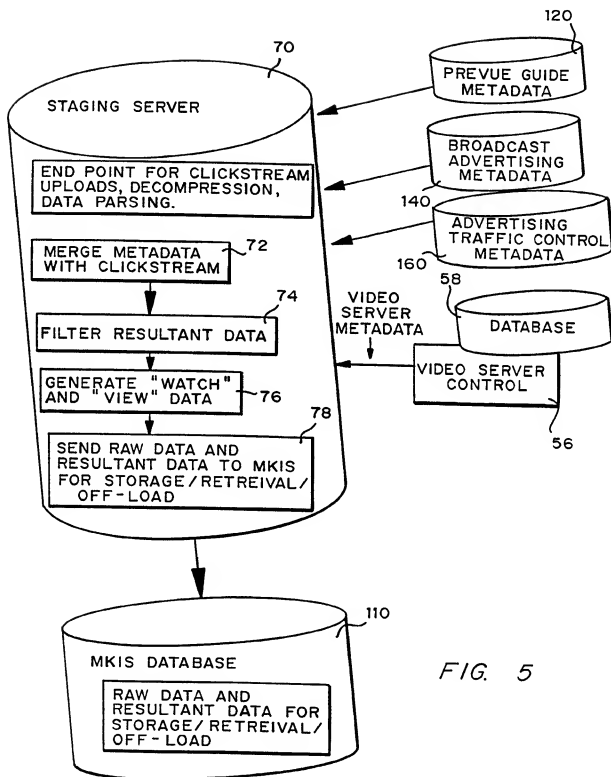 70
STAGING SERVER
END POINT FOR CLICKSTREAM
UPLOADS, DECOMPRESSION,
DATA PARSING.
72
MERGE METADATA
WITH CLICKSTREAM
74
FILTER RESULTANT DATA
GENERATE "WATCH"
AND "VIEW" DATA
76
78
SEND RAW DATA AND
RESULTANT DATA TO MKIS
FOR STORAGE/RETREIVAL/
OFF-LOAD
120
PREVUE GUIDE
METADATA
BROADCAST
ADVERTISING
METADATA
140
ADVERTISING
TRAFFIC CONTROL
METADATA
160
58
DATABASE
VIDEO
SERVER
METADATA
VIDEO SERVER
CONTROL
56
110
MKIS DATABASE
RAW DATA AND
RESULTANT DATA FOR
STORAGE/RETREIVAL/
OFF-LOAD
FIG. 5